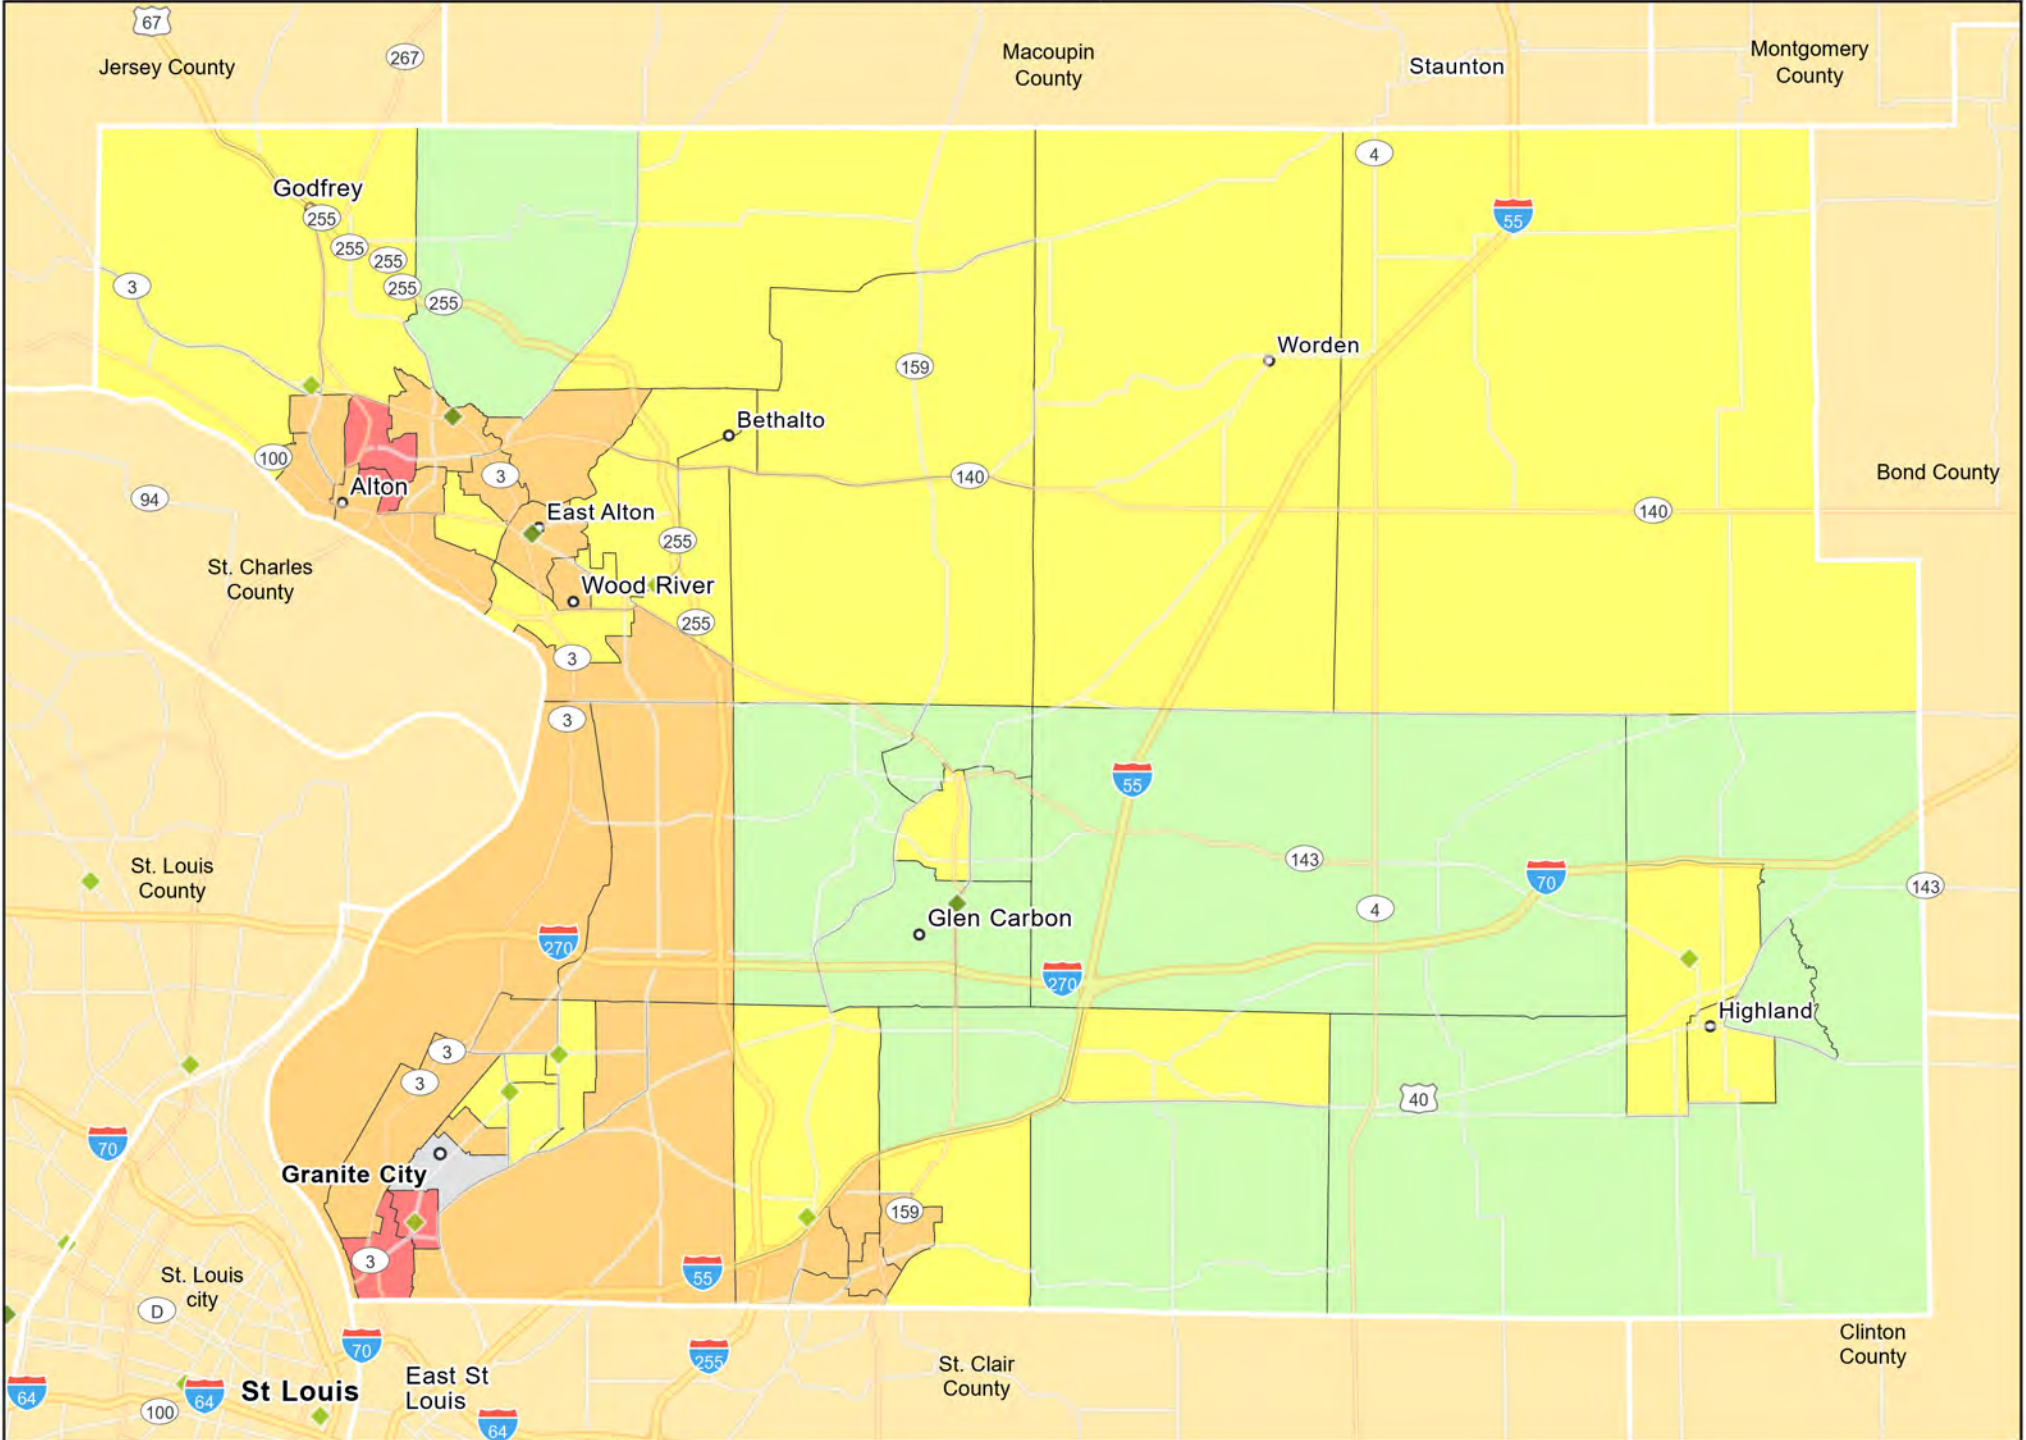 67
Jersey County
267
Macoupin
County
Staunton
Montgomery
County
4
Godfrey
255
255
255
255
255
55
3
Worden
159
Bethalto
100
Alton
3
140
Bond County
94
East Alton
140
255
St. Charles
County
Wood River
255
3
3
55
St. Louis
County
143
70
143
4
Glen Carbon
270
270
Highland
3
3
40
70
Granite City
159
3
55
St. Louis
city
D
70
255
Clinton
County
St. Clair
County
64
64
St Louis
East St
Louis
100
64